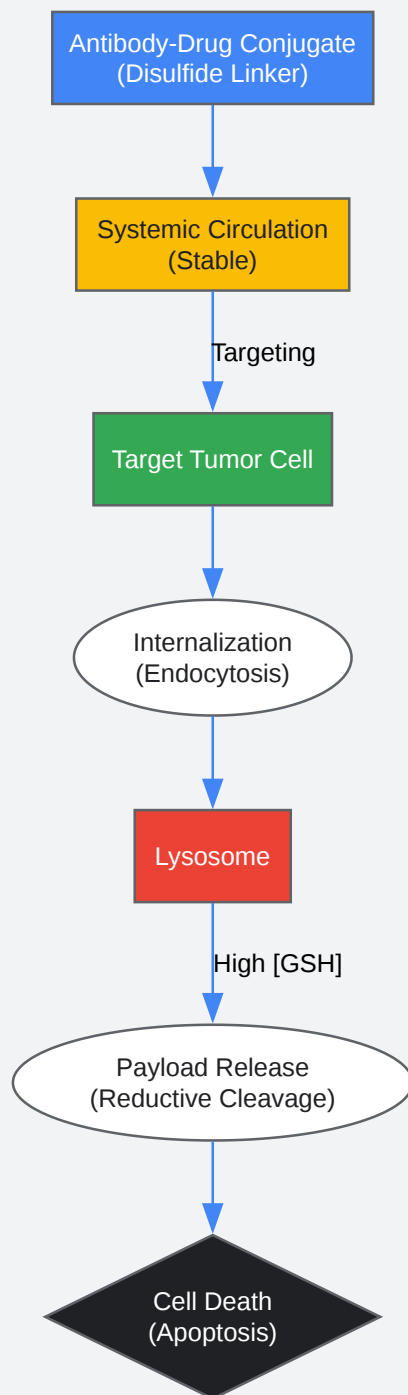 Antibody-Drug Conjugate
(Disulfide Linker)
Systemic Circulation
(Stable)
Targeting
Target Tumor Cell
Internalization
(Endocytosis)
Lysosome
High [GSH]
Payload Release
(Reductive Cleavage)
Cell Death
(Apoptosis)